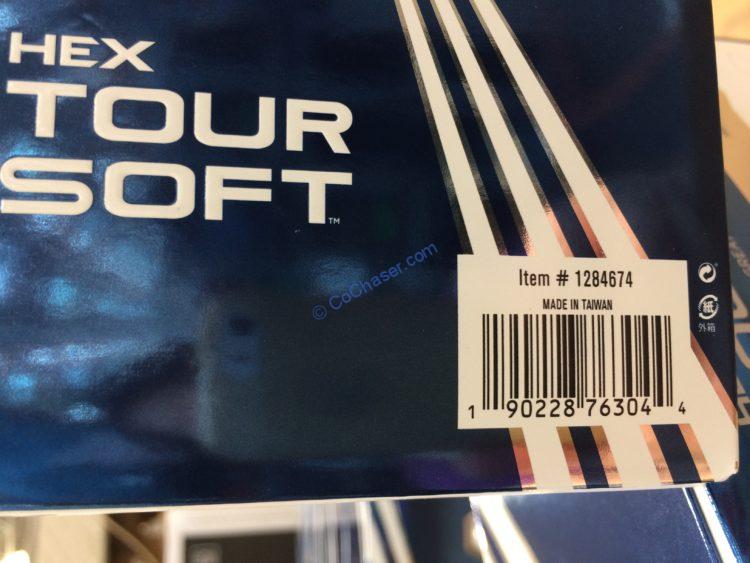 HEX
TOUR
SOFT™
© CoChaser.com
Item # 1284674
MADE IN TAIWAN
1 90228 76304 4
紙
外箱